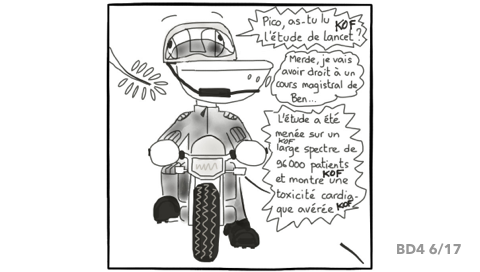 Pico, as-tu lu KOF
l'étude de lancet?
Merde, je vais
avoir droit à un
cours magistral de
Ben...
L'étude a été
menée sur un
KOF
large spectre de
96000 patients
KOF
et montre une
toxicité cardia-
que avérée KOF
BD4 6/17